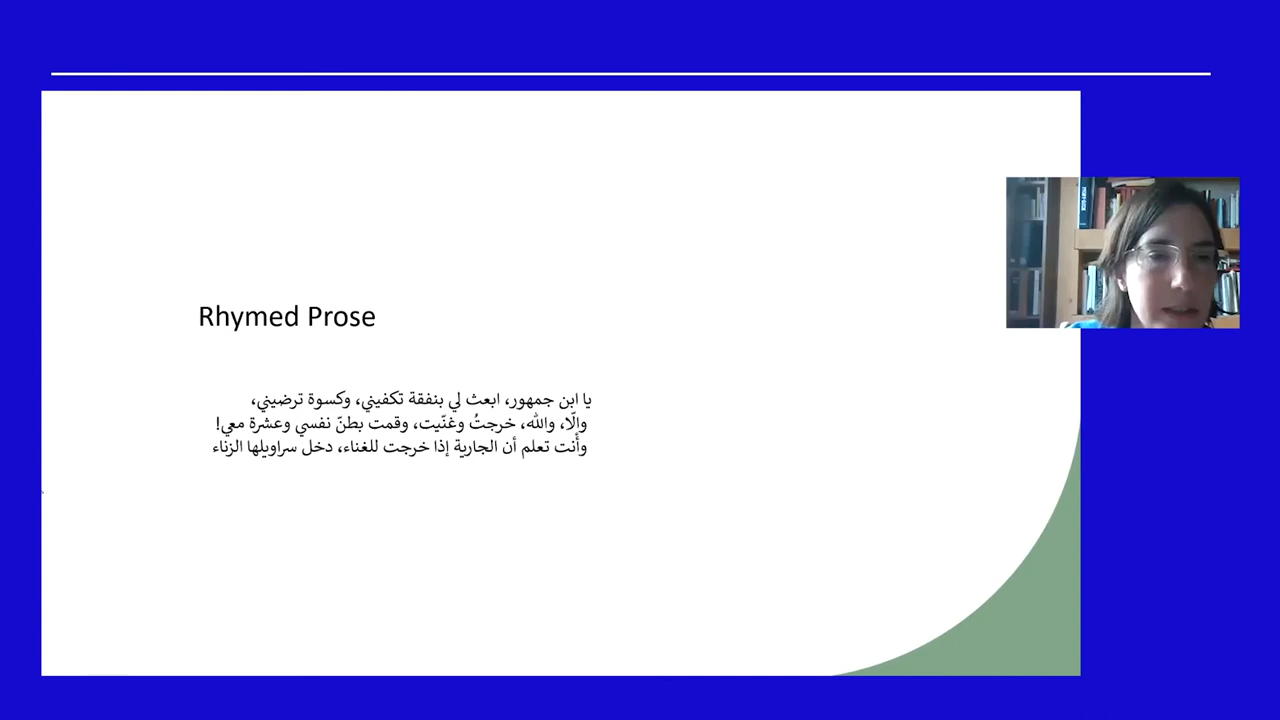 Rhymed Prose
يا ابن جمهور، ابعث لي بنفقة تكفيني، وكسوة ترضيني،
وإلّا، والله، خرجتُ وغنّيت، وقمت بطنّ نفسي وعشرة معي!
وأنت تعلم أن الجارية إذا خرجت للغناء، دخل سراويلها الزناء